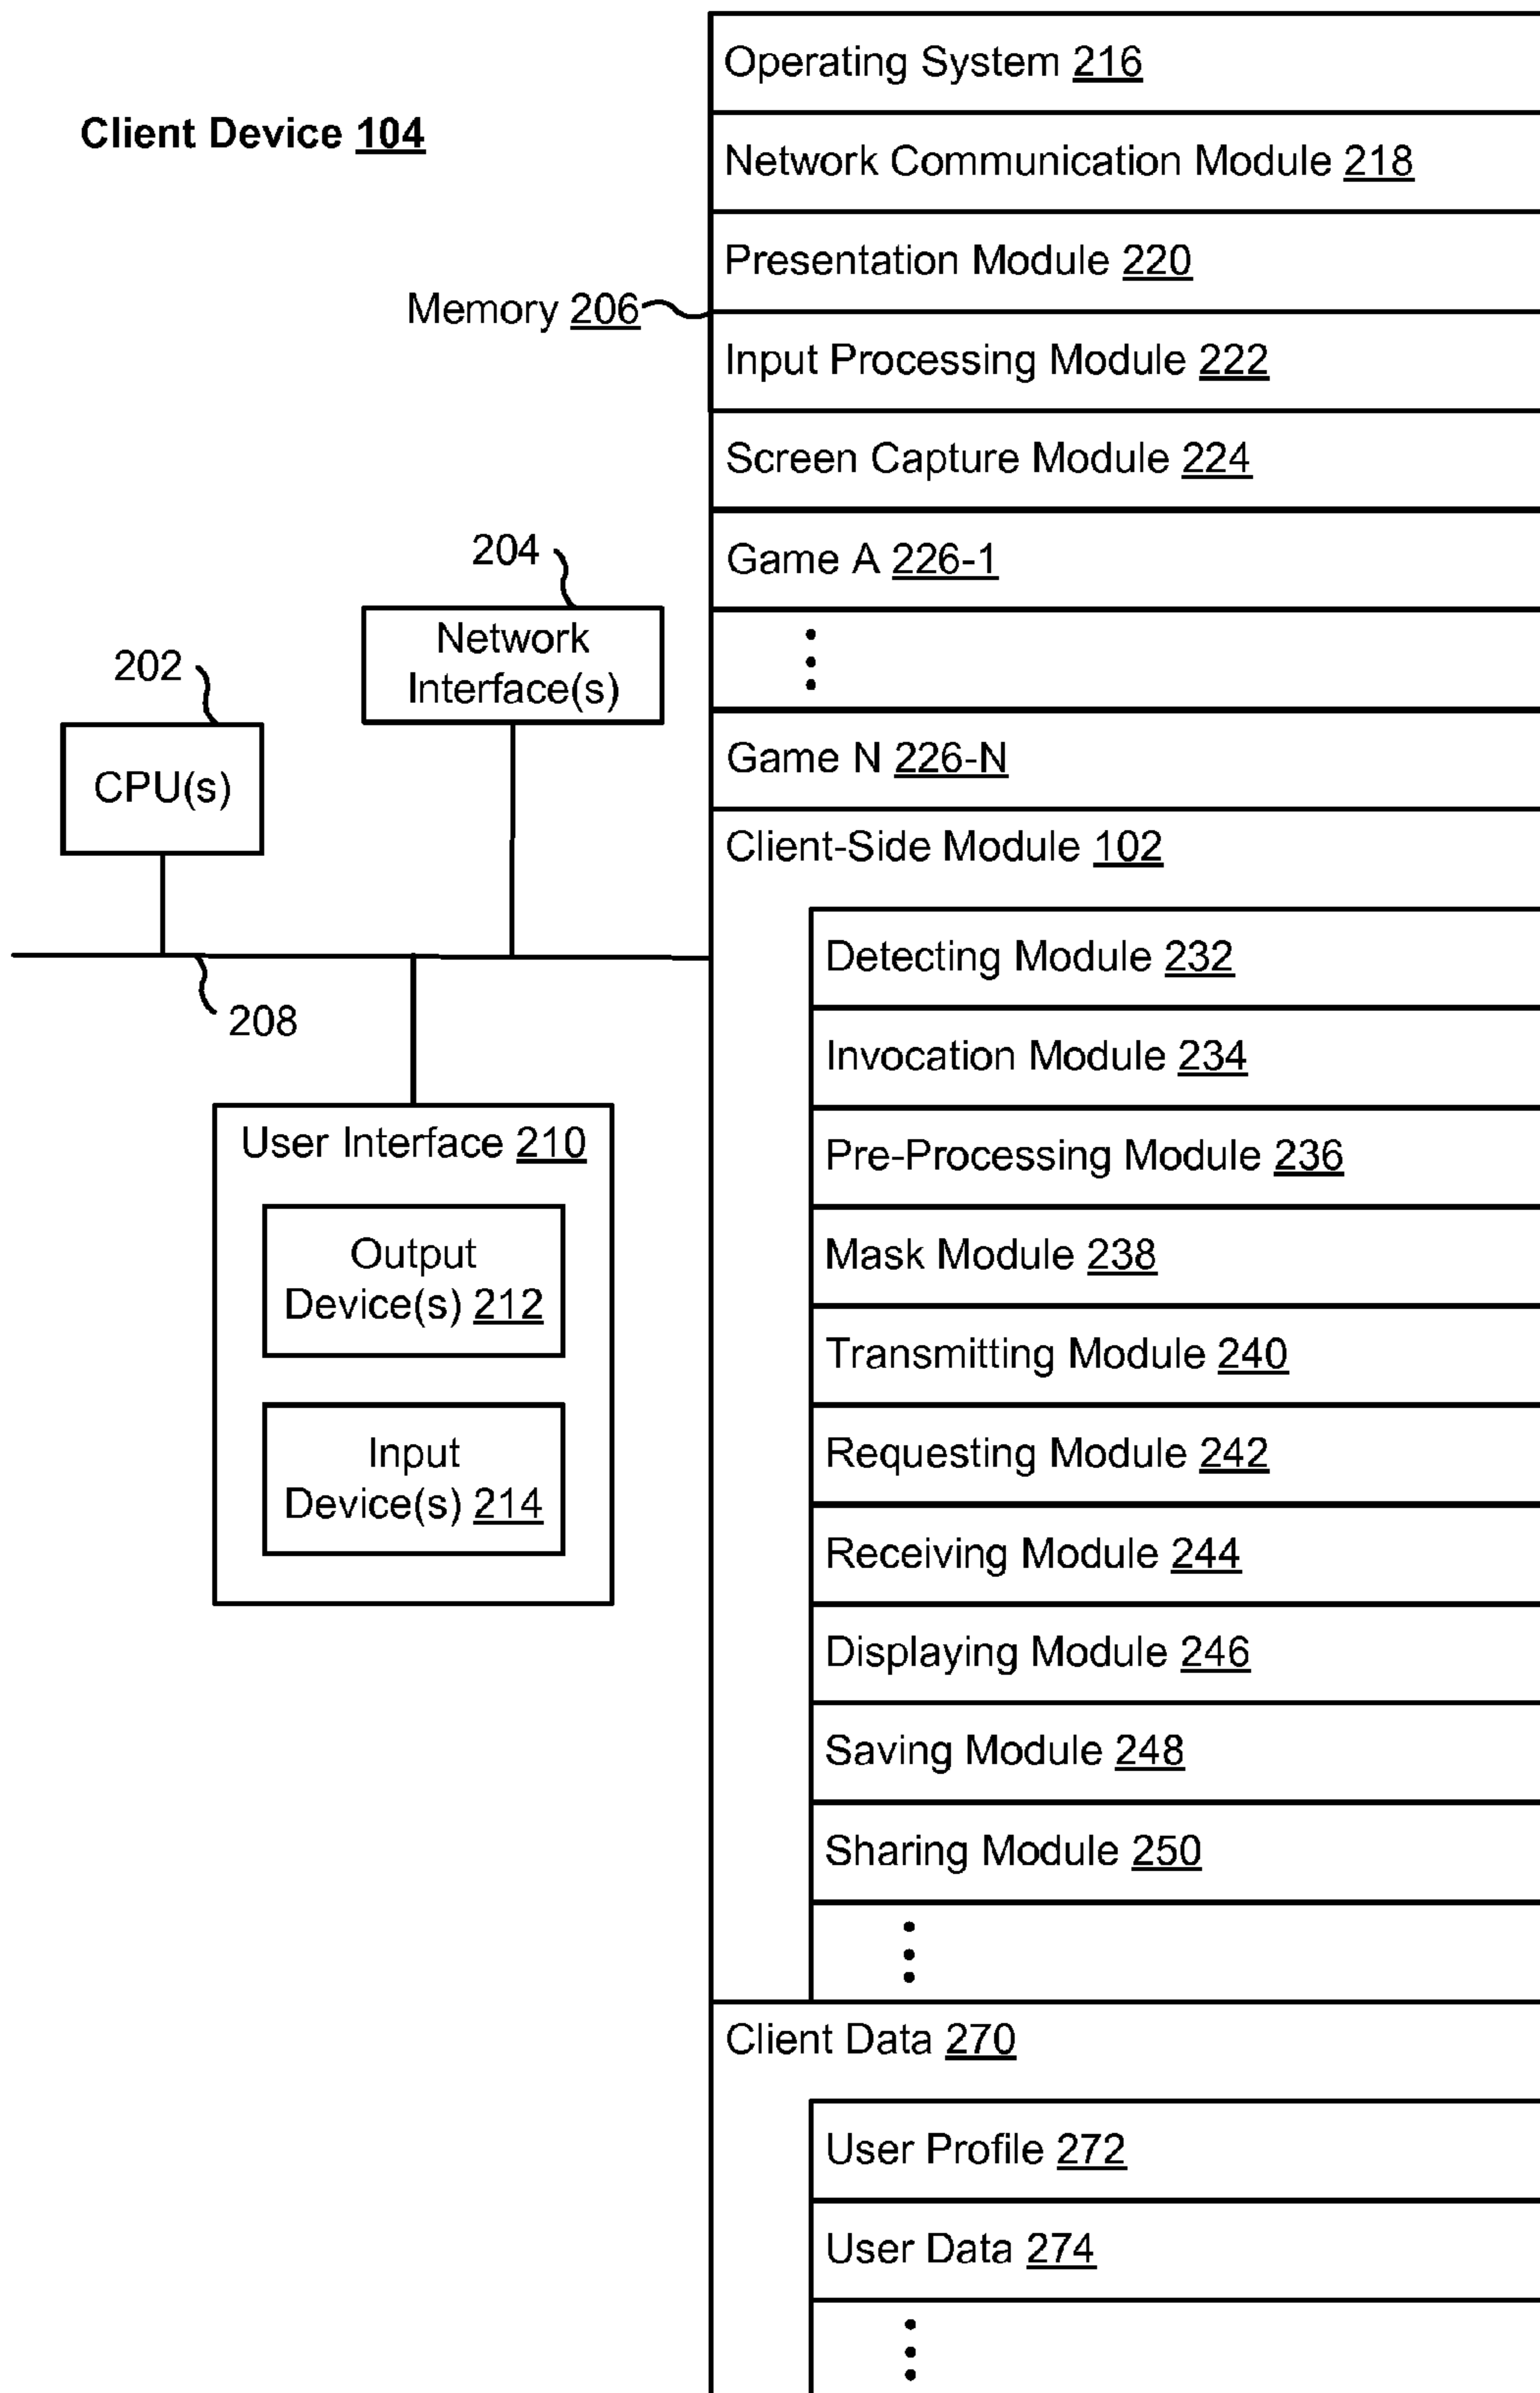 Client Device 104
Operating System 216
Network Communication Module 218
Presentation Module 220
Memory 206
Input Processing Module 222
Screen Capture Module 224
Game A 226-1
Game N 226-N
204
Network
Interface(s)
202
CPU(s)
208
User Interface 210
Output
Device(s) 212
Input
Device(s) 214
Client-Side Module 102
Detecting Module 232
Invocation Module 234
Pre-Processing Module 236
Mask Module 238
Transmitting Module 240
Requesting Module 242
Receiving Module 244
Displaying Module 246
Saving Module 248
Sharing Module 250
Client Data 270
User Profile 272
User Data 274